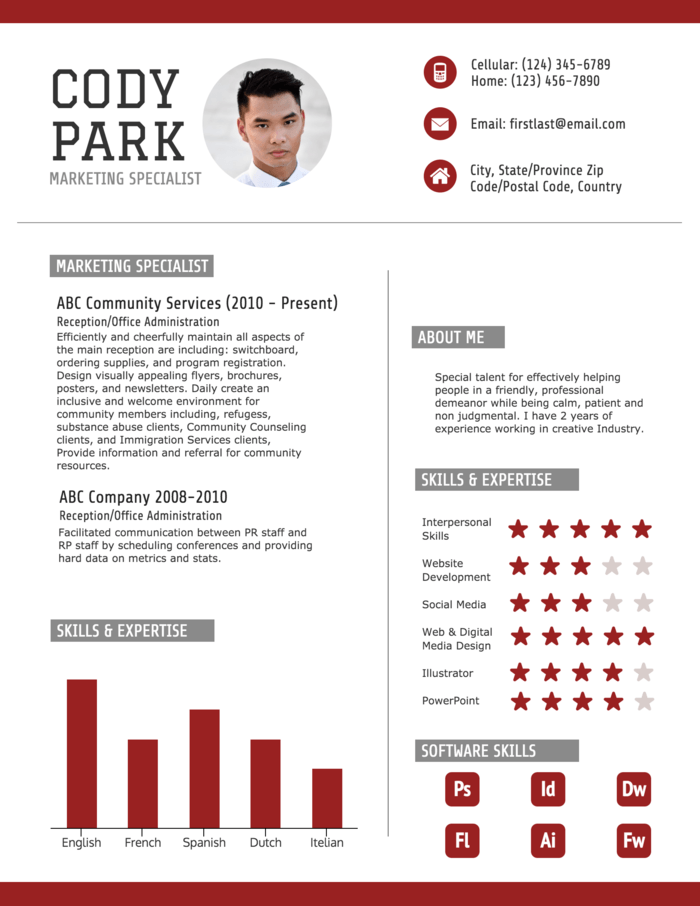 CODY
PARK
MARKETING SPECIALIST
Cellular: (124) 345-6789
Home: (123) 456-7890
Email: firstlast@email.com
City, State/Province Zip
Code/Postal Code, Country
MARKETING SPECIALIST
ABC Community Services (2010 - Present)
Reception/Office Administration
Efficiently and cheerfully maintain all aspects of
the main reception are including: switchboard,
ordering supplies, and program registration.
Design visually appealing flyers, brochures,
posters, and newsletters. Daily create an
inclusive and welcome environment for
community members including, refugess,
substance abuse clients, Community Counseling
clients, and Immigration Services clients,
Provide information and referral for community
resources.
ABC Company 2008-2010
Reception/Office Administration
Facilitated communication between PR staff and
RP staff by scheduling conferences and providing
hard data on metrics and stats.
SKILLS & EXPERTISE
English French Spanish Dutch Itelian
ABOUT ME
Special talent for effectively helping
people in a friendly, professional
demeanor while being calm, patient and
non judgmental. I have 2 years of
experience working in creative Industry.
SKILLS & EXPERTISE
Interpersonal
Skills
Website
Development
Social Media
Web & Digital
Media Design
Illustrator
PowerPoint
SOFTWARE SKILLS
Ps Id Dw
Fl Ai Fw